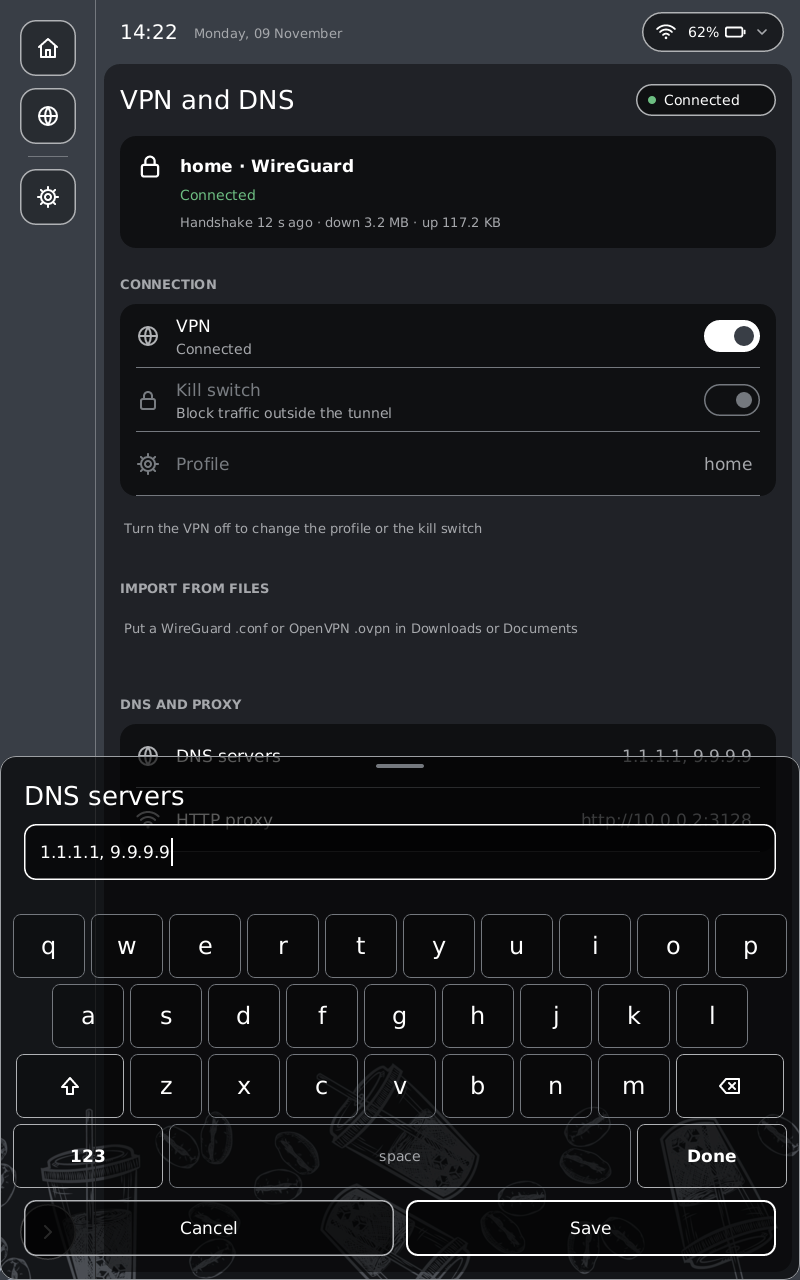 14:22 Monday, 09 November 62%
VPN and DNS Connected
home · WireGuard
Connected
Handshake 12 s ago · down 3.2 MB · up 117.2 KB
CONNECTION
VPN
Connected
Kill switch
Block traffic outside the tunnel
Profile home
Turn the VPN off to change the profile or the kill switch
IMPORT FROM FILES
Put a WireGuard .conf or OpenVPN .ovpn in Downloads or Documents
DNS AND PROXY
DNS servers 1.1.1.1, 9.9.9.9
DNS servers
HTTP proxy http://10.0.0.2:3128
1.1.1.1, 9.9.9.9
q w e r t y u i o p
a s d f g h j k l
z x c v b n m
123 space Done
Cancel Save